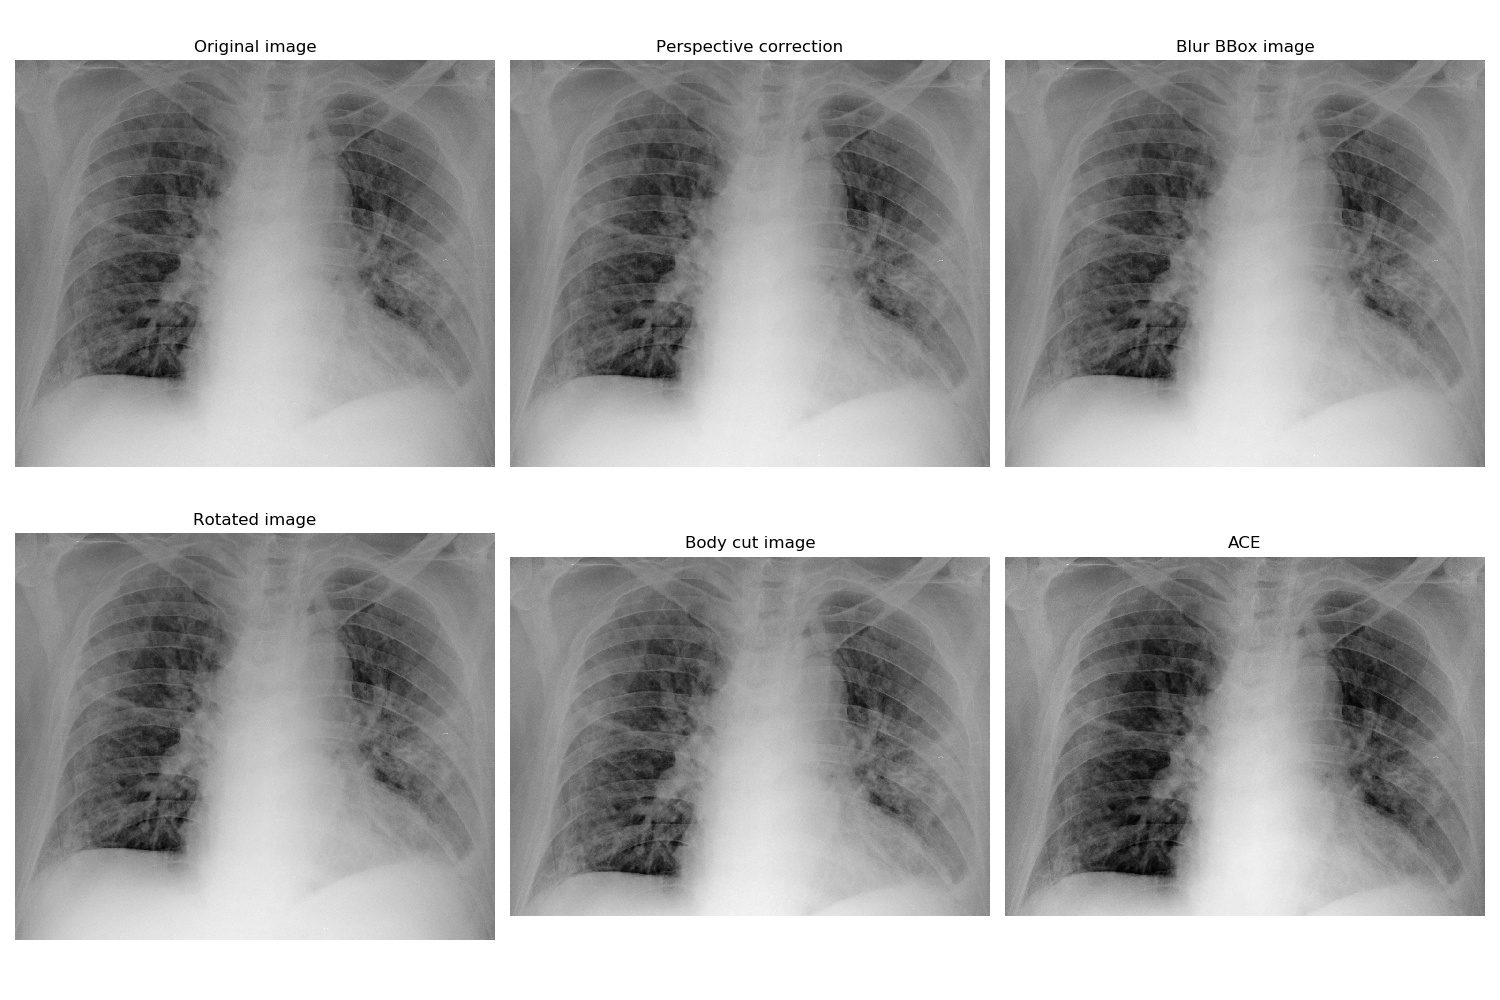 Original image
Perspective correction
Blur BBox image
Rotated image
Body cut image
ACE